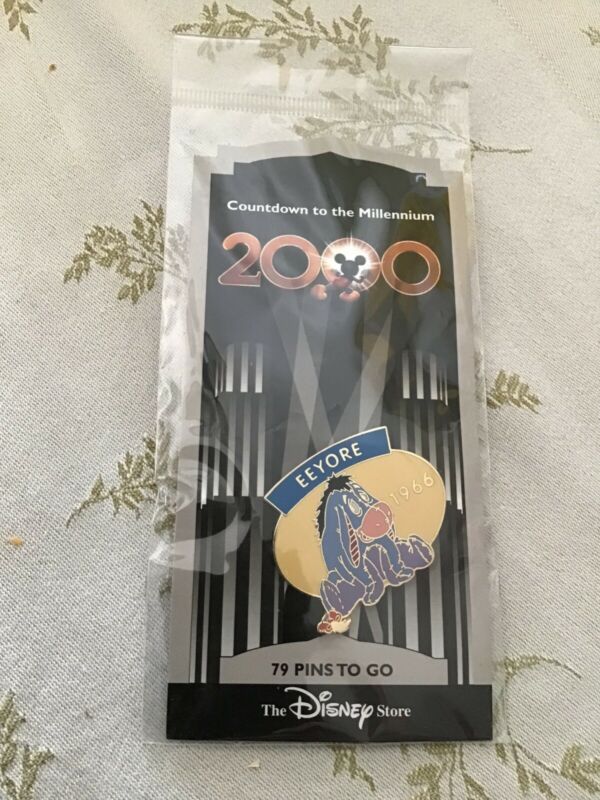 Countdown to the Millennium
2000
EEYORE
1966
79 PINS TO GO
The Disney Store